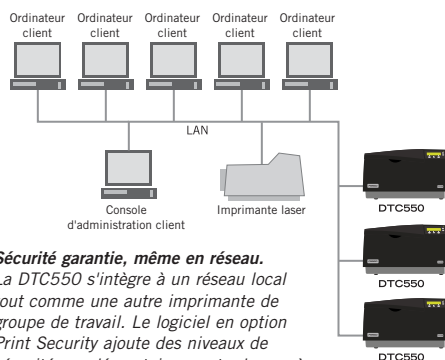 Ordinateur Ordinateur Ordinateur Ordinateur Ordinateur
client client client client client
LAN
Console
d'administration client
Imprimante laser
DTC550
DTC550
DTC550
Sécurité garantie, même en réseau.
La DTC550 s'intègre à un réseau local
tout comme une autre imprimante de
groupe de travail. Le logiciel en option
Print Security ajoute des niveaux de